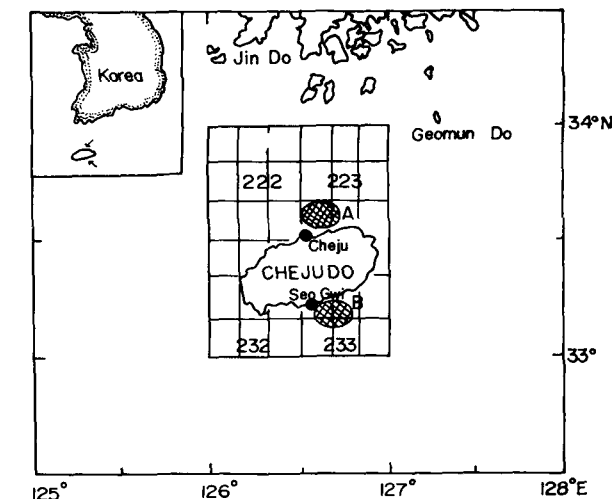 Korea
Jin Do
Geomun Do
34°N
222
223
A
Cheju
CHEJUDO
Seo Gwi
B
232
233
33°
125°
126°
127°
128°E